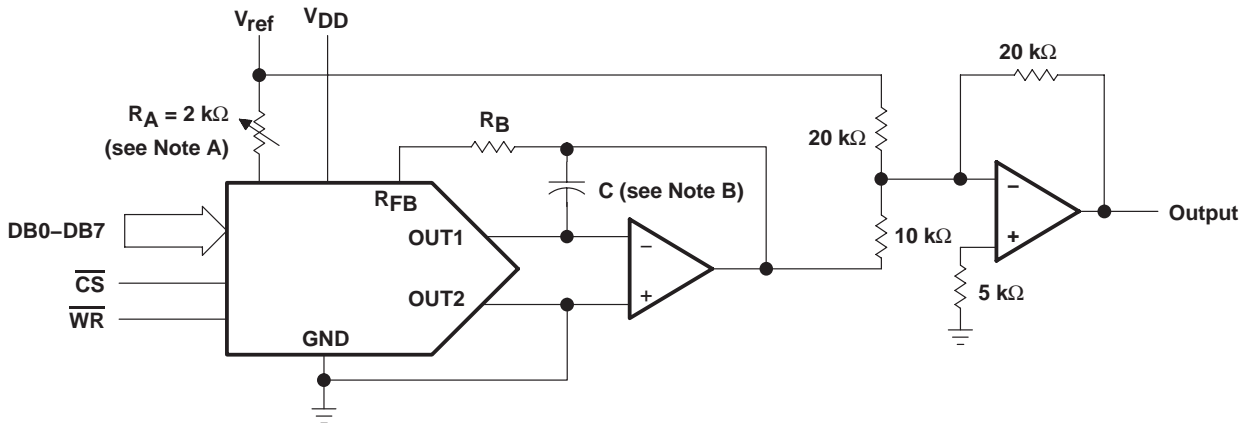 Vref
VDD
20 kΩ
RA = 2 kΩ
(see Note A)
RB
20 kΩ
C (see Note B)
RFB
–
DB0–DB7
OUT1
Output
–
10 kΩ
+
CS
OUT2
+
5 kΩ
WR
GND